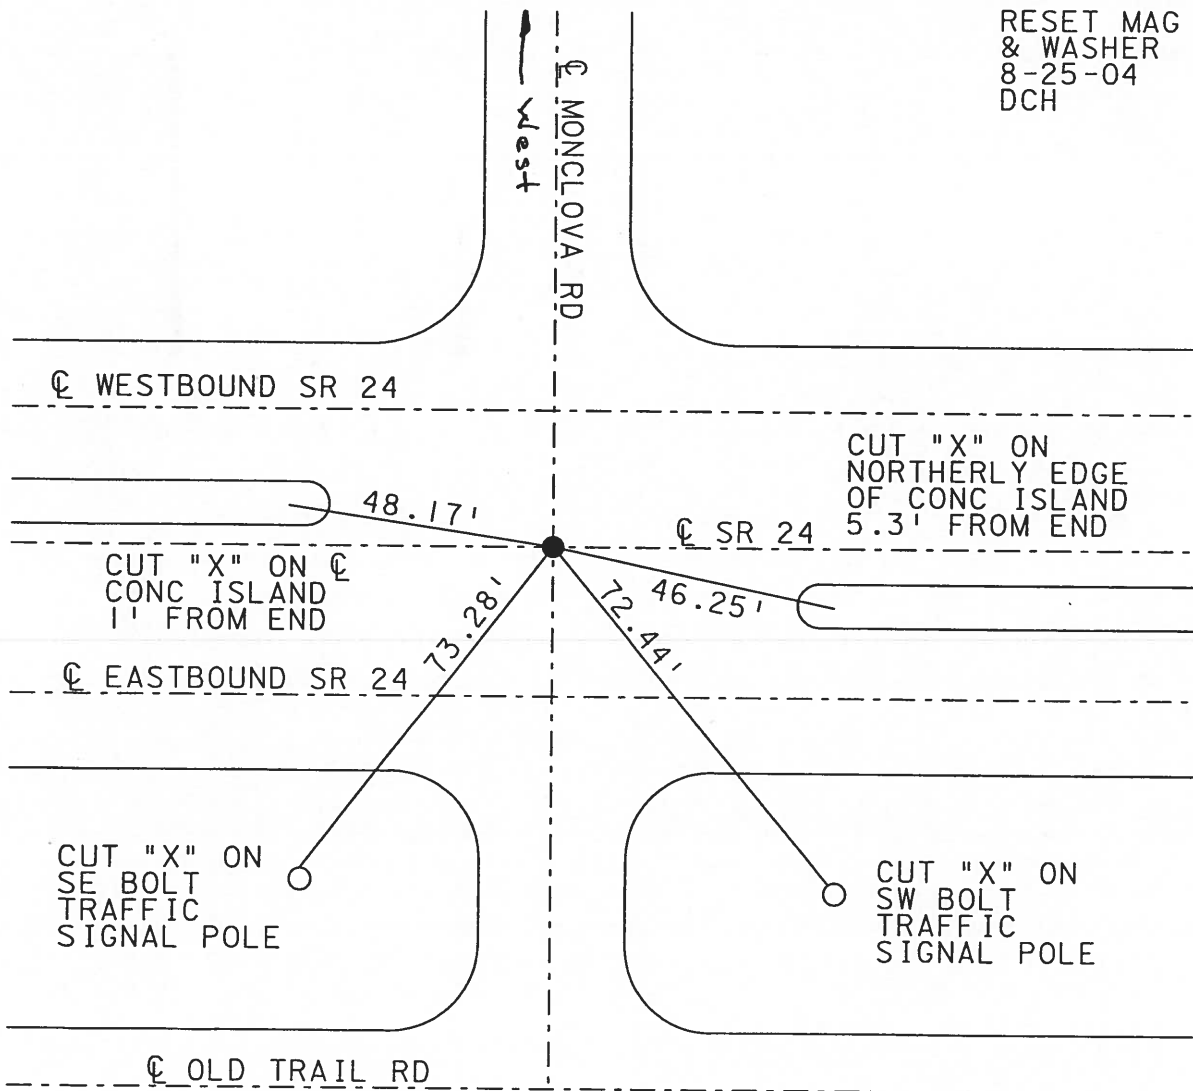 RESET MAG
& WASHER
8-25-04
DCH
℄ MONCLOVA RD
West
℄ WESTBOUND SR 24
CUT "X" ON
NORTHERLY EDGE
OF CONC ISLAND
5.3' FROM END
48.17'
℄ SR 24
CUT "X" ON ℄
CONC ISLAND
1' FROM END
46.25'
73.28'
72.44'
℄ EASTBOUND SR 24
CUT "X" ON
SE BOLT
TRAFFIC
SIGNAL POLE
CUT "X" ON
SW BOLT
TRAFFIC
SIGNAL POLE
℄ OLD TRAIL RD